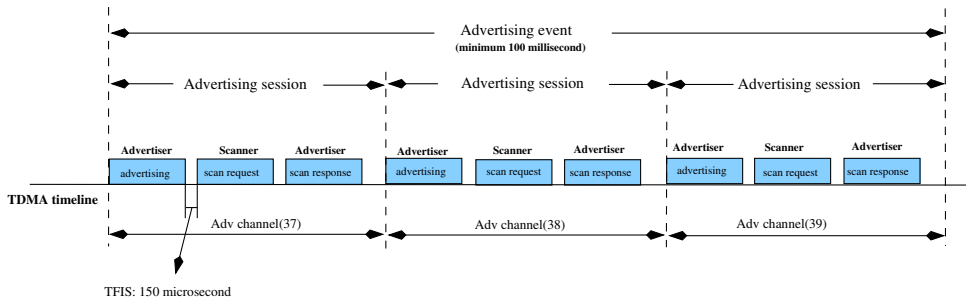 Advertising event
(minimum 100 millisecond)
Advertising session
Advertising session
Advertising session
Advertiser
Scanner
Advertiser
Advertiser
Scanner
Advertiser
Advertiser
Scanner
Advertiser
advertising
scan request
scan response
advertising
scan request
scan response
advertising
scan request
scan response
TDMA timeline
Adv channel(37)
Adv channel(38)
Adv channel(39)
TFIS: 150 microsecond